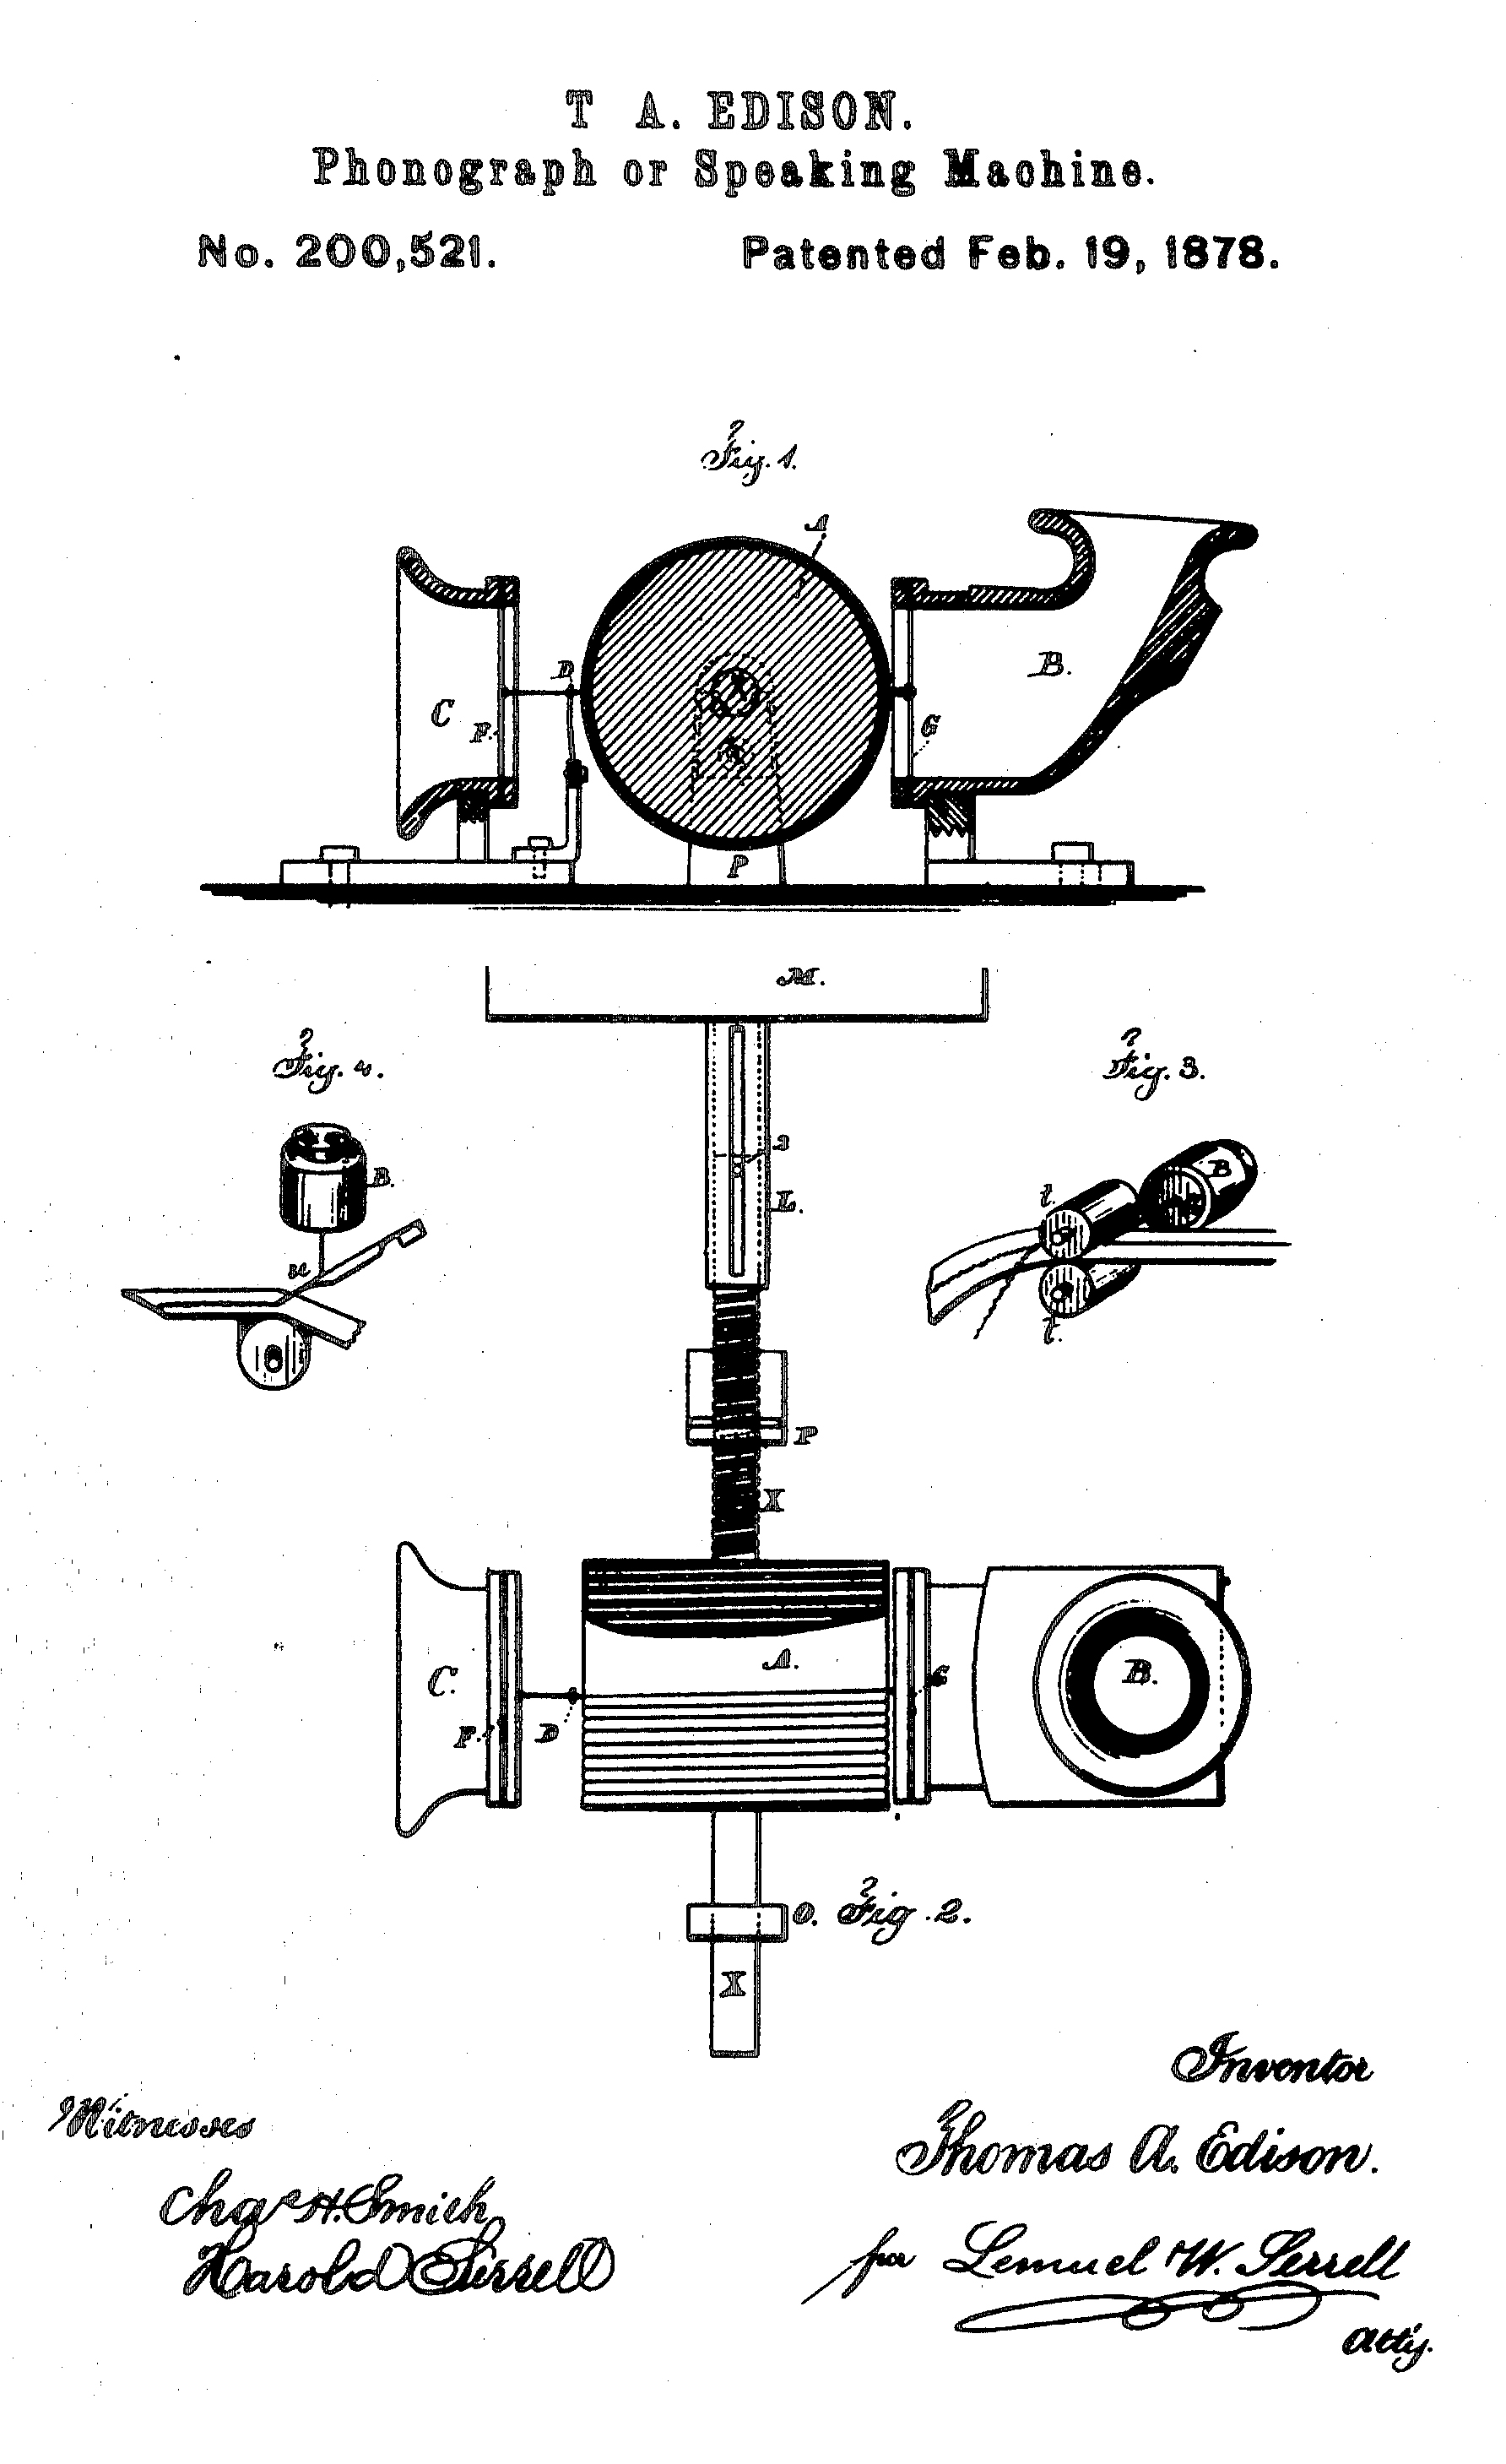 T A. EDISON.
Phonograph or Speaking Machine.
No. 200,521. Patented Feb. 19, 1878.
Fig. 1.
A
D
B.
C
F.
G
P
M.
Fig. 4.
Fig. 3.
3
B.
B
t.
L.
t.
P
X
A.
C.
G
B.
F.
D
O. Fig. 2.
X
Inventor
Witnesses
Thomas A. Edison.
Chas H. Smith
Harold Serrell
for Lemuel W. Serrell
atty.